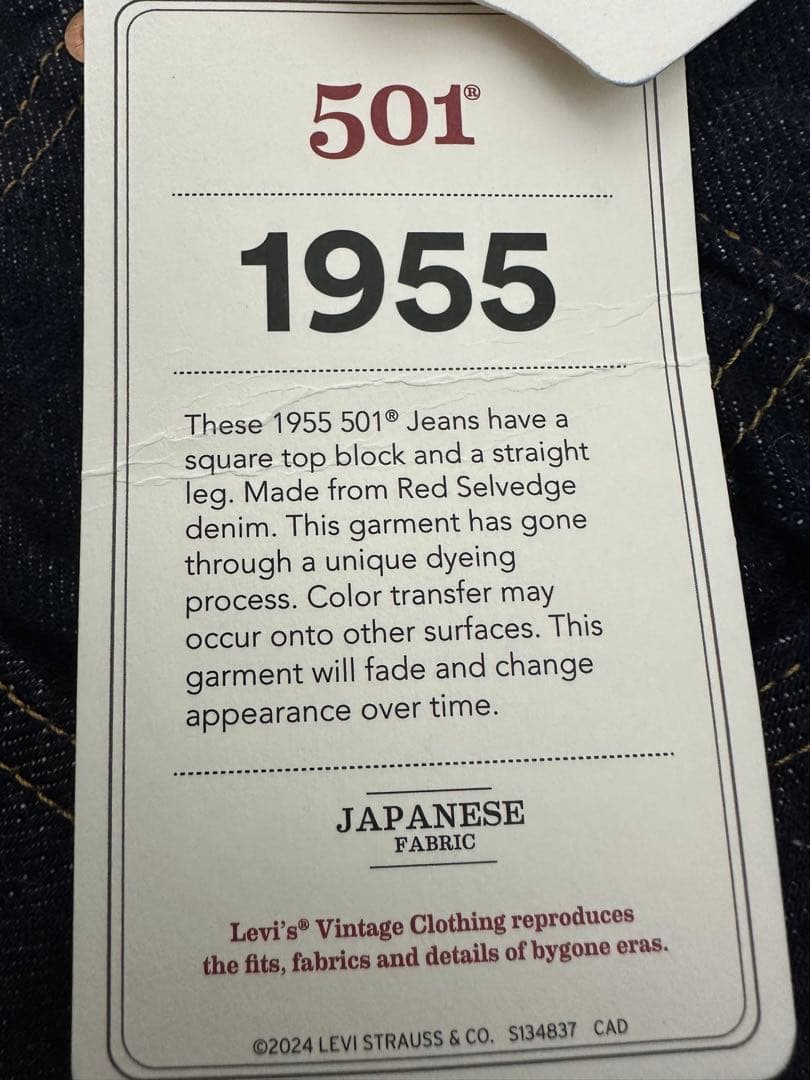 501®
1955
These 1955 501® Jeans have a
square top block and a straight
leg. Made from Red Selvedge
denim. This garment has gone
through a unique dyeing
process. Color transfer may
occur onto other surfaces. This
garment will fade and change
appearance over time.
JAPANESE
FABRIC
Levi's® Vintage Clothing reproduces
the fits, fabrics and details of bygone eras.
©2024 LEVI STRAUSS & CO. S134837 CAD